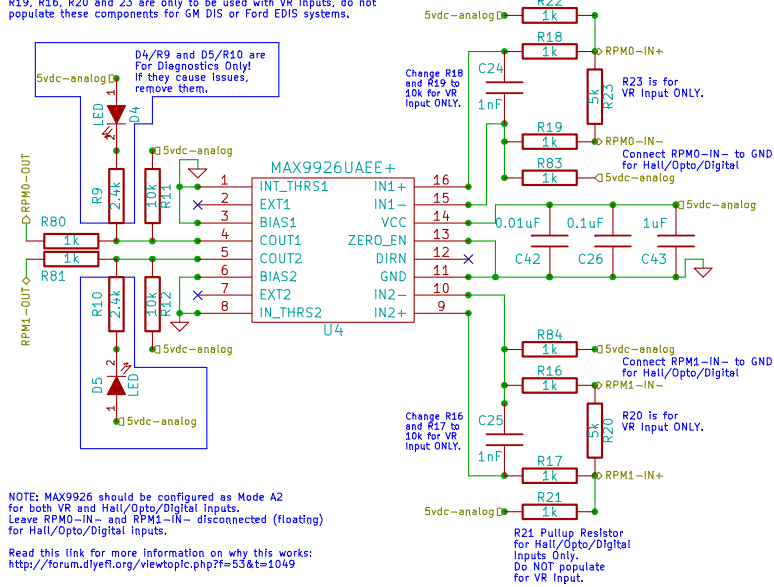 R19, R16, R20 and 23 are only to be used with VR inputs, do not
populate these components for GM DIS or Ford EDIS systems.
D4/R9 and D5/R10 are
For Diagnostics Only!
If they cause issues,
remove them.
5vdc-analog
1
LED
D4
2
RPM0-OUT
R9
2.4k
10k
R11
5vdc-analog
R80
1k
1k
R81
RPM1-OUT
R10
2.4k
10k
R12
5vdc-analog
2
D5
LED
1
5vdc-analog
MAX9926UAEE+
1 INT_THRS1 IN1+ 16
2 EXT1 IN1- 15
3 BIAS1 VCC 14
4 COUT1 ZERO_EN 13
5 COUT2 DIRN 12
6 BIAS2 GND 11
7 EXT2 IN2- 10
8 IN_THRS2 IN2+ 9
U4
5vdc-analog
R22
1k
R18
1k
RPM0-IN+
Change R18
and R19 to
10k for VR
Input ONLY.
C24
1nF
5k
R23
R23 is for
VR Input ONLY.
R19
1k
RPM0-IN-
Connect RPM0-IN- to GND
for Hall/Opto/Digital
R83
1k
5vdc-analog
5vdc-analog
0.01uF
C42
0.1uF
C26
1uF
C43
R84
1k
5vdc-analog
Connect RPM1-IN- to GND
for Hall/Opto/Digital
R16
1k
RPM1-IN-
Change R16
and R17 to
10k for VR
Input ONLY.
C25
1nF
5k
R20
R20 is for
VR Input ONLY.
R17
1k
RPM1-IN+
5vdc-analog
R21
1k
R21 Pullup Resistor
for Hall/Opto/Digital
Inputs Only.
Do NOT populate
for VR input.
NOTE: MAX9926 should be configured as Mode A2
for both VR and Hall/Opto/Digital inputs.
Leave RPM0-IN- and RPM1-IN- disconnected (floating)
for Hall/Opto/Digital inputs.
Read this link for more information on why this works:
http://forum.diyefi.org/viewtopic.php?f=53&t=1049